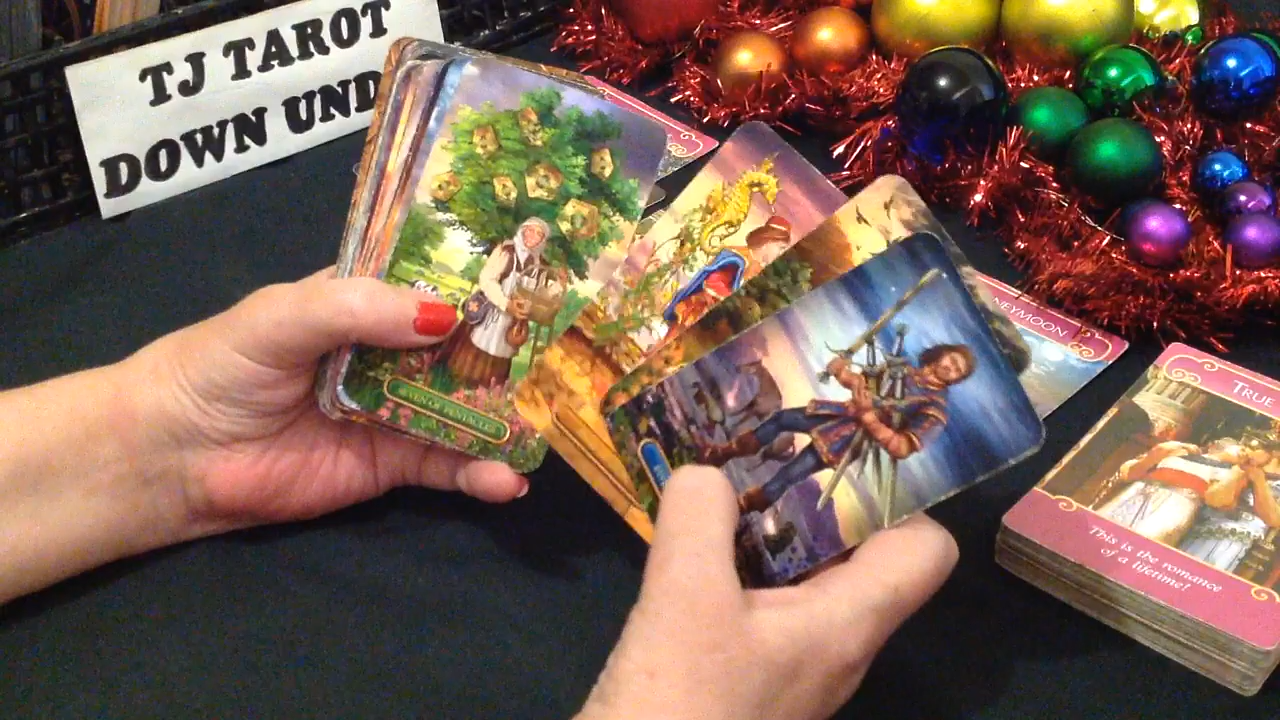 TJ TAROT
DOWN UND
SEVEN OF PENTACLES
NEYMOON
TRUE
This is the romance
of a lifetime!